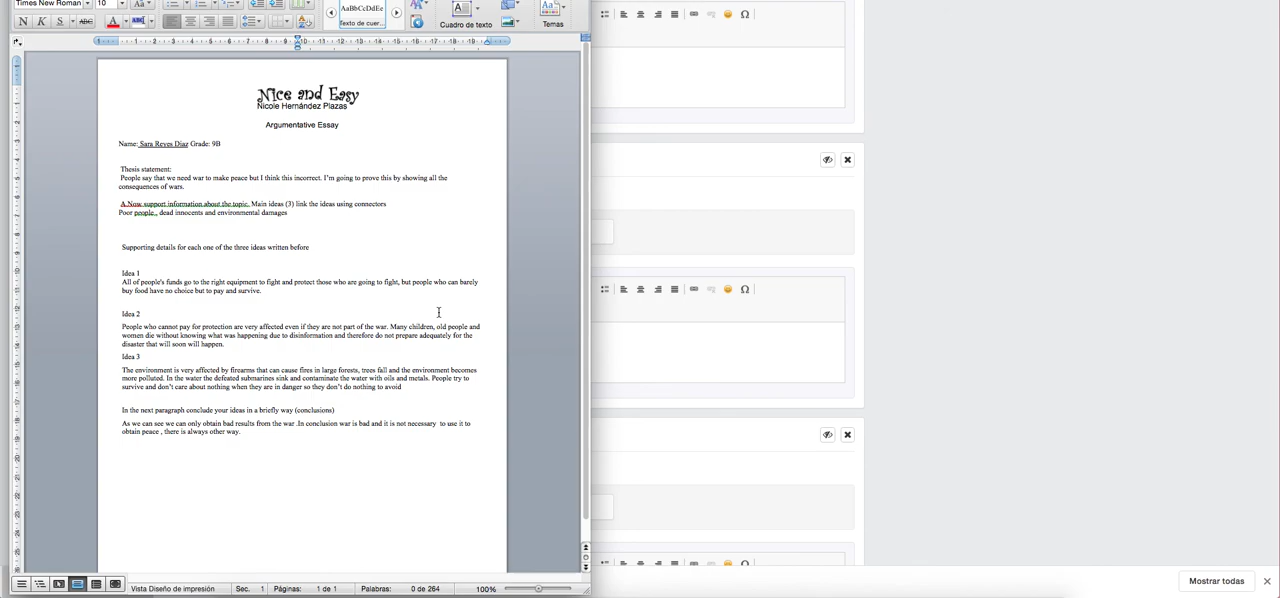 Times New Roman
10
AaBbCcDdEe
N K S ABC
Texto de cuer...
Cuadro de texto
Temas
Nice and Easy
Nicole Hernández Plazas
Argumentative Essay
Name: Sara Reyes Diaz Grade: 9B
Thesis statement:
People say that we need war to make peace but I think this incorrect. I'm going to prove this by showing all the
consequences of wars.
A Now support information about the topic. Main ideas (3) link the ideas using connectors
Poor people , dead innocents and environmental damages
Supporting details for each one of the three ideas written before
Idea 1
All of people's funds go to the right equipment to fight and protect those who are going to fight, but people who can barely
buy food have no choice but to pay and survive.
Idea 2
People who cannot pay for protection are very affected even if they are not part of the war. Many children, old people and
women die without knowing what was happening due to disinformation and therefore do not prepare adequately for the
disaster that will soon will happen.
Idea 3
The environment is very affected by firearms that can cause fires in large forests, trees fall and the environment becomes
more polluted. In the water the defeated submarines sink and contaminate the water with oils and metals. People try to
survive and don't care about nothing when they are in danger so they don't do nothing to avoid
In the next paragraph conclude your ideas in a briefly way (conclusions)
As we can see we can only obtain bad results from the war .In conclusion war is bad and it is not necessary to use it to
obtain peace , there is always other way.
Vista Diseño de impresión Sec. 1 Páginas: 1 de 1 Palabras: 0 de 264 100%
Mostrar todas